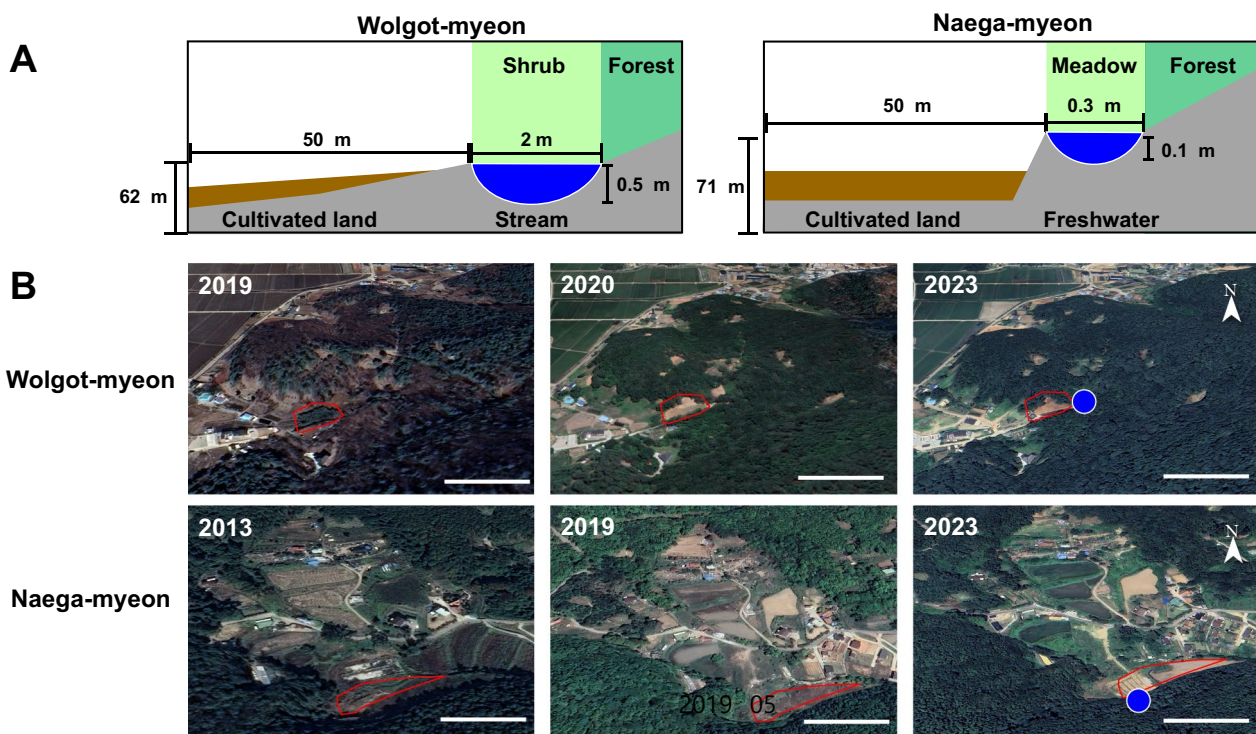 Wolgot-myeon
Naega-myeon
A
Shrub
Forest
50 m
2 m
62 m
0.5 m
Cultivated land
Stream
Meadow
Forest
50 m
0.3 m
71 m
0.1 m
Cultivated land
Freshwater
B
Wolgot-myeon
2019
2020
2023
N
Naega-myeon
2013
2019
2019 05
2023
N